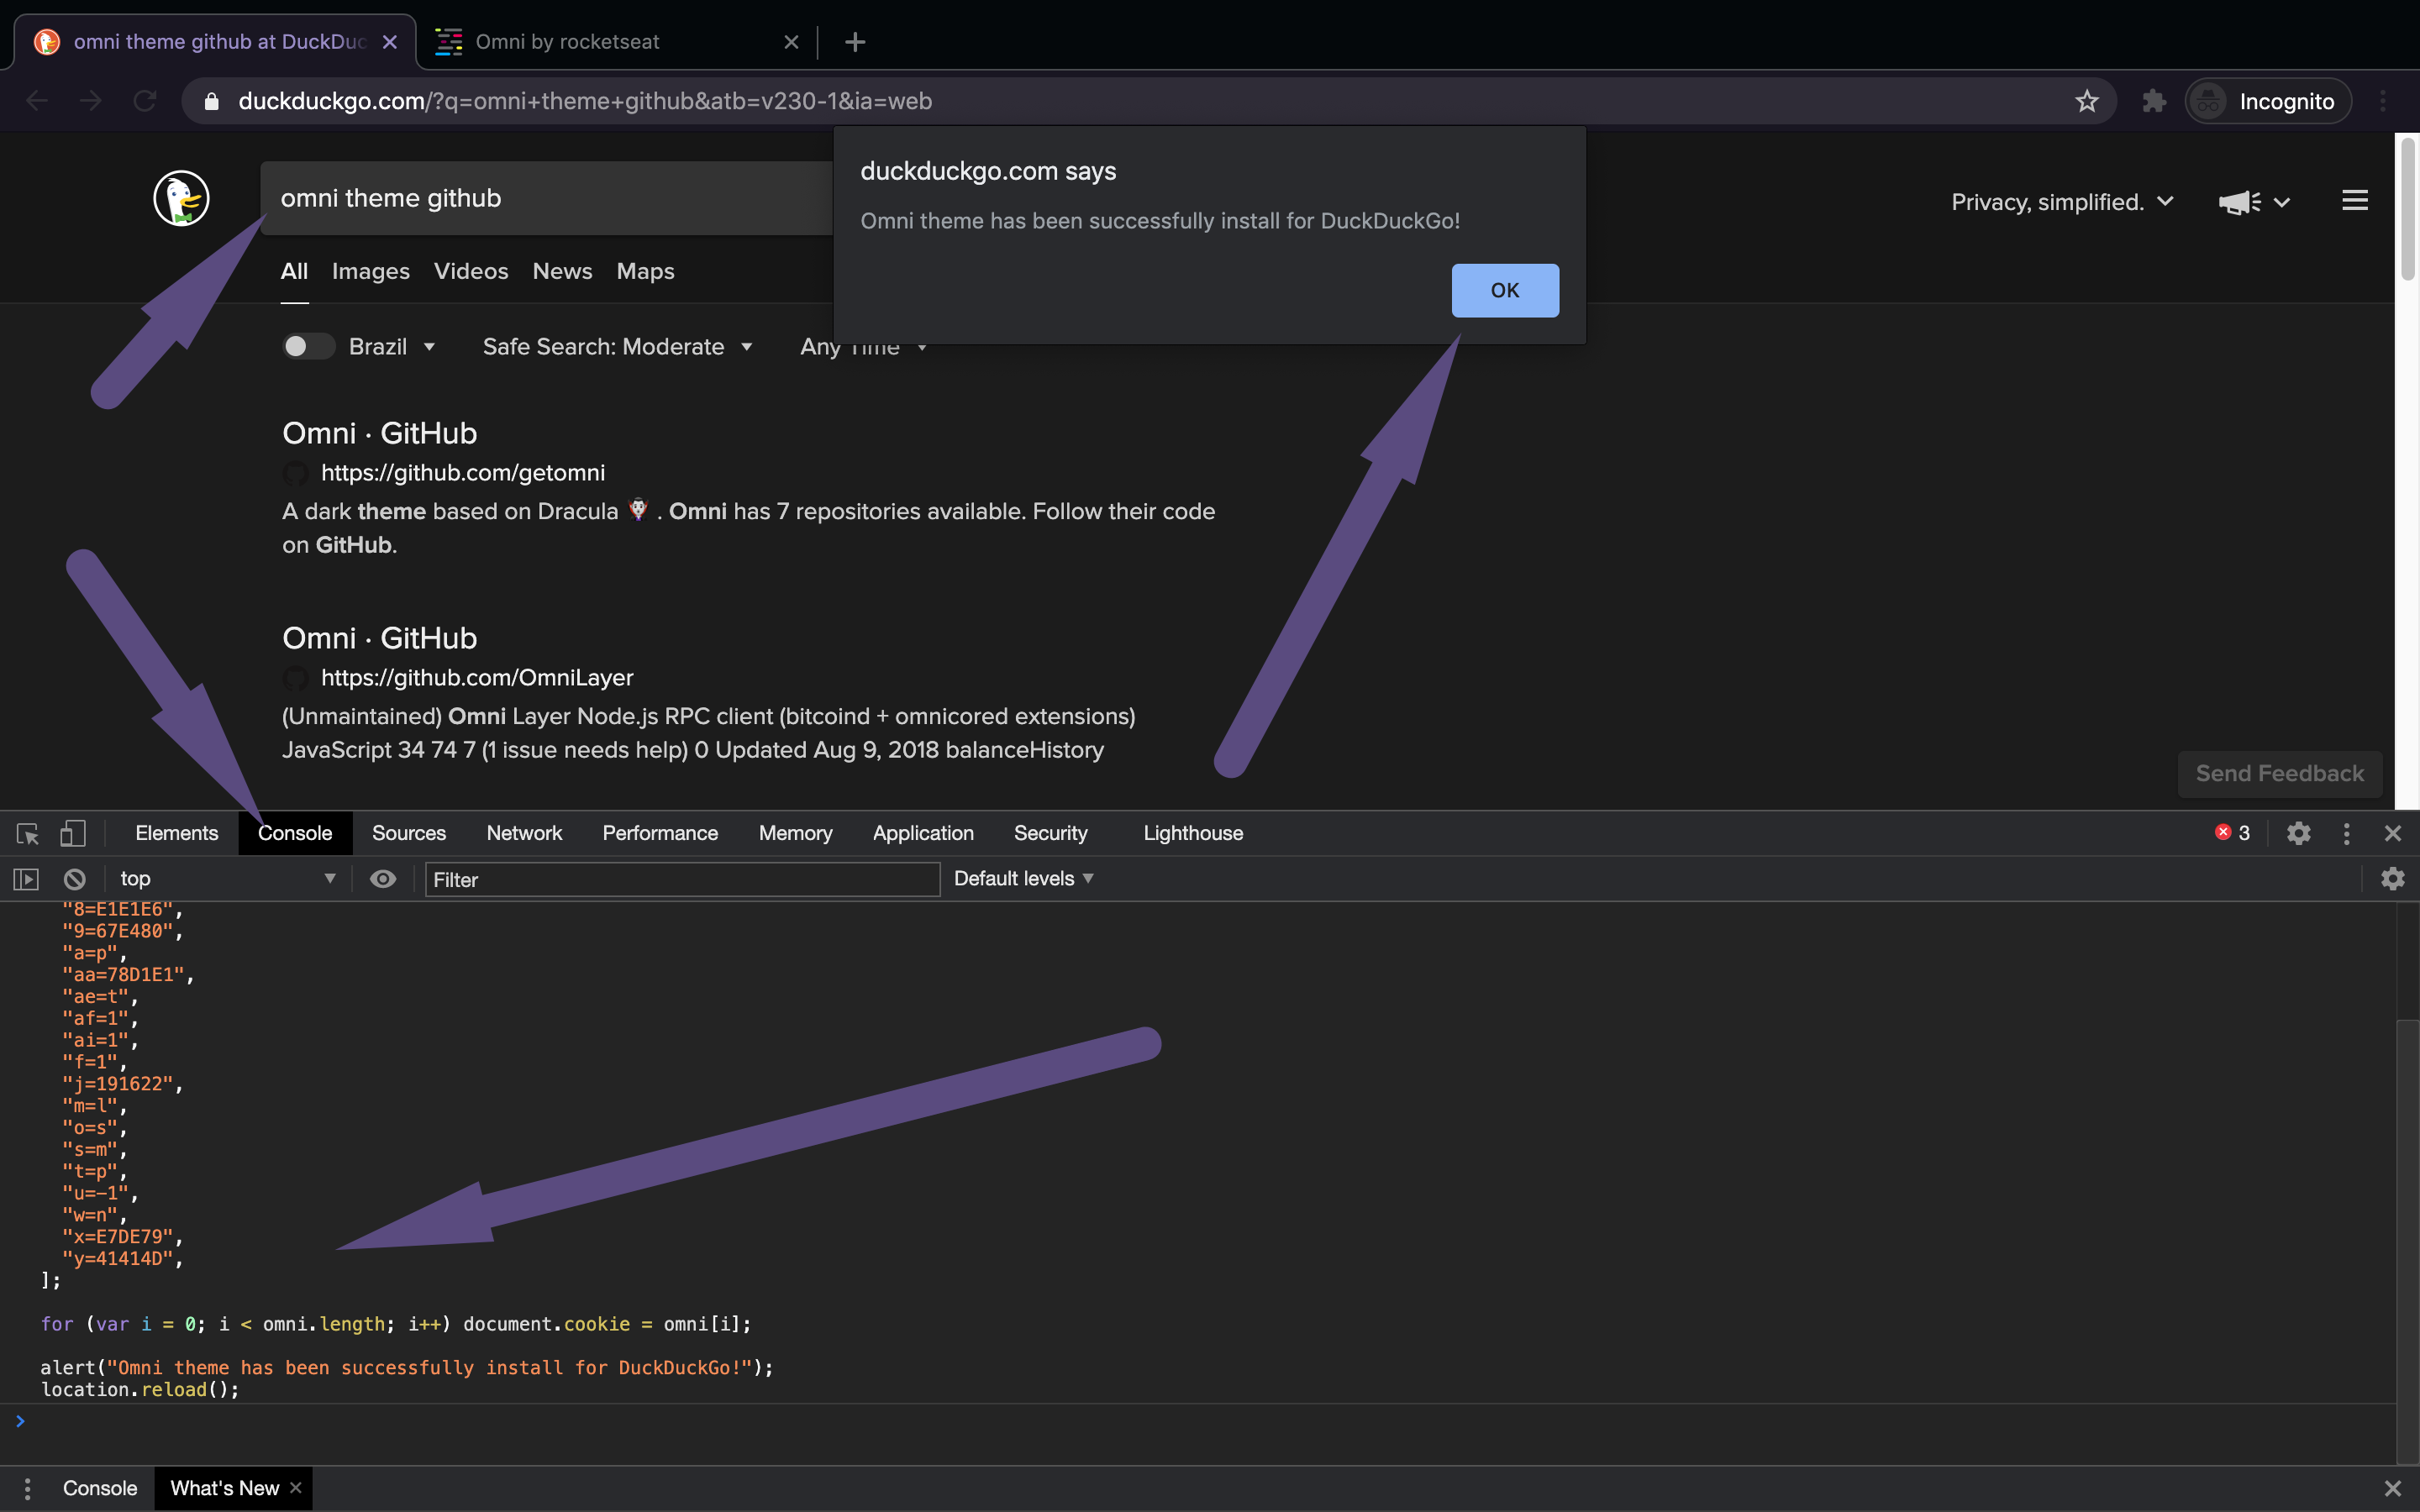 omni theme github at DuckDuc
Omni by rocketseat
duckduckgo.com/?q=omni+theme+github&atb=v230-1&ia=web
Incognito
omni theme github
duckduckgo.com says
Omni theme has been successfully install for DuckDuckGo!
OK
Privacy, simplified.
All Images Videos News Maps
Brazil Safe Search: Moderate Any Time
Omni · GitHub
https://github.com/getomni
A dark theme based on Dracula 🧛🏻‍♂️ . Omni has 7 repositories available. Follow their code
on GitHub.
Omni · GitHub
https://github.com/OmniLayer
(Unmaintained) Omni Layer Node.js RPC client (bitcoind + omnicored extensions)
JavaScript 34 74 7 (1 issue needs help) 0 Updated Aug 9, 2018 balanceHistory
Send Feedback
Elements Console Sources Network Performance Memory Application Security Lighthouse 3
top Filter Default levels
"8=E1E1E6",
"9=67E480",
"a=p",
"aa=78D1E1",
"ae=t",
"af=1",
"ai=1",
"f=1",
"j=191622",
"m=l",
"o=s",
"s=m",
"t=p",
"u=-1",
"w=n",
"x=E7DE79",
"y=41414D",
];
for (var i = 0; i < omni.length; i++) document.cookie = omni[i];
alert("Omni theme has been successfully install for DuckDuckGo!");
location.reload();
Console What's New